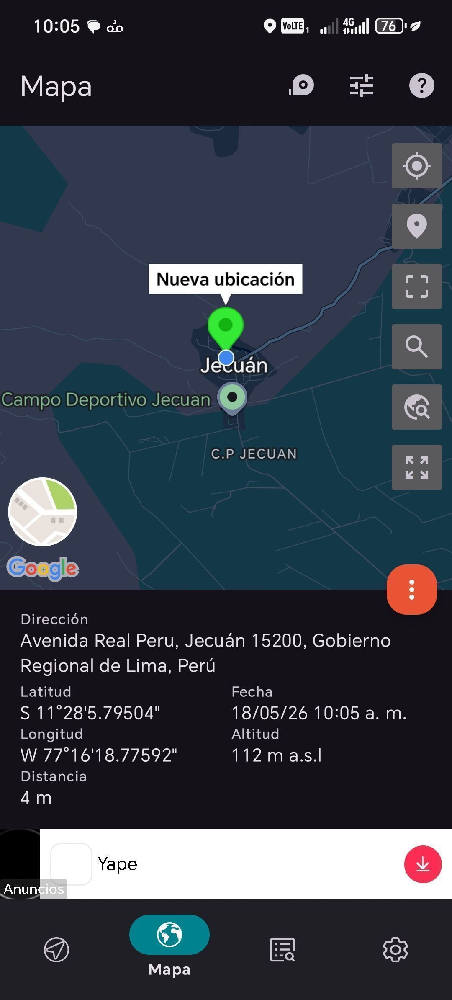 10:05 2 VoLTE 1 4G 76
Mapa
?
Nueva ubicación
Jecuán
Campo Deportivo Jecuan
C.P JECUAN
Google
Dirección
Avenida Real Peru, Jecuán 15200, Gobierno
Regional de Lima, Perú
Latitud
S 11°28'5.79504"
Fecha
18/05/26 10:05 a. m.
Longitud
W 77°16'18.77592"
Altitud
112 m a.s.l
Distancia
4 m
Yape
Anuncios
Mapa